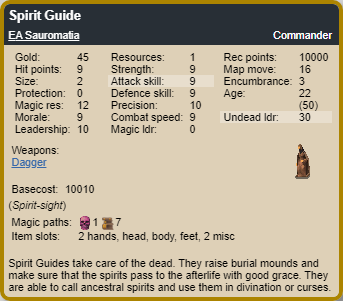 Spirit Guide
EA Sauromatia Commander
Gold: 45 Resources: 1 Rec points: 10000
Hit points: 9 Strength: 9 Map move: 16
Size: 2 Attack skill: 9 Encumbrance: 3
Protection: 0 Defence skill: 9 Age: 22
Magic res: 12 Precision: 10 (50)
Morale: 9 Combat speed: 9 Undead ldr: 30
Leadership: 10 Magic ldr: 0
Weapons:
Dagger
Basecost: 10010
(Spirit-sight)
Magic paths: 1 7
Item slots: 2 hands, head, body, feet, 2 misc
Spirit Guides take care of the dead. They raise burial mounds and
make sure that the spirits pass to the afterlife with good grace. They
are able to call ancestral spirits and use them in divination or curses.